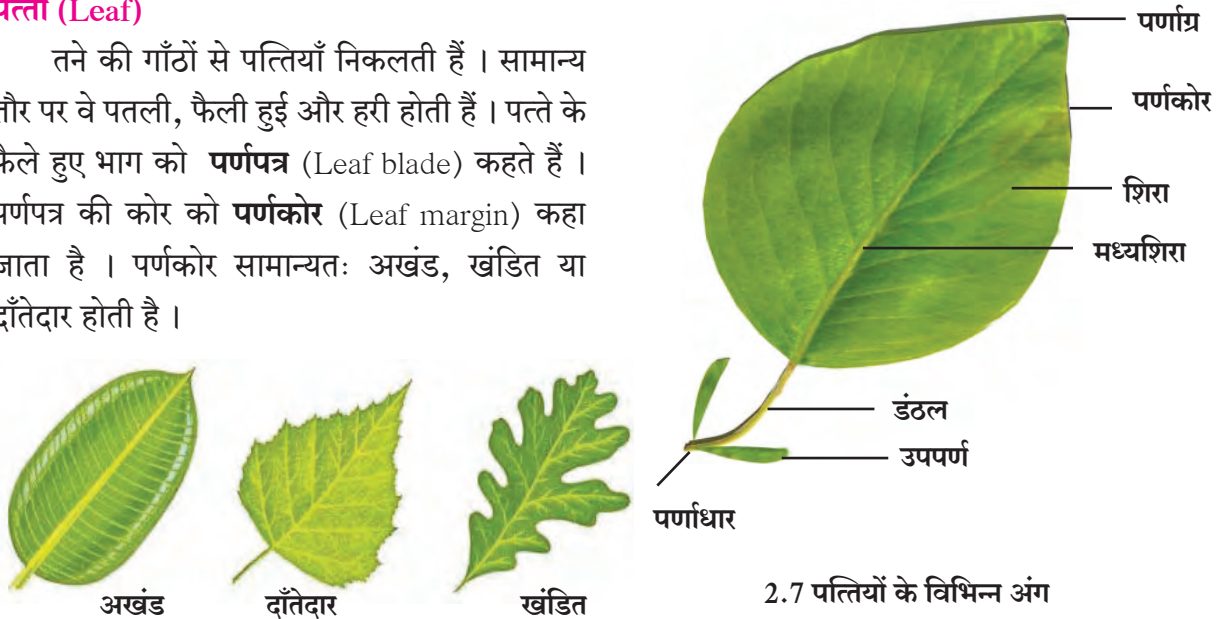 पत्ती (Leaf)
तने की गाँठों से पत्तियाँ निकलती हैं । सामान्य
तौर पर वे पतली, फैली हुई और हरी होती हैं । पत्ते के
फैले हुए भाग को पर्णपत्र (Leaf blade) कहते हैं ।
पर्णपत्र की कोर को पर्णकोर (Leaf margin) कहा
जाता है । पर्णकोर सामान्यतः अखंड, खंडित या
दाँतेदार होती है ।
अखंड
दाँतेदार
खंडित
पर्णाग्र
पर्णकोर
शिरा
मध्यशिरा
डंठल
उपपर्ण
पर्णाधार
2.7 पत्तियों के विभिन्न अंग